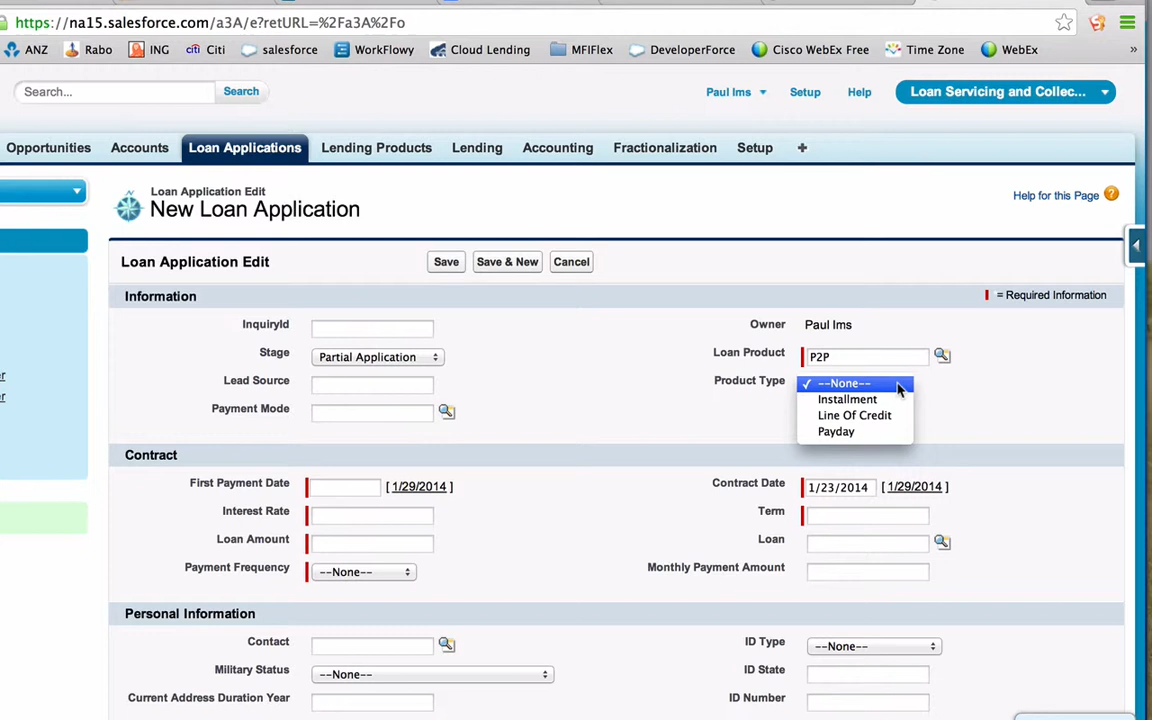 https://na15.salesforce.com/a3A/e?retURL=%2Fa3A%2Fo
ANZ Rabo ING Citi salesforce WorkFlowy Cloud Lending MFIFlex DeveloperForce Cisco WebEx Free Time Zone WebEx »
Search... Search Paul Ims Setup Help Loan Servicing and Collec...
Opportunities Accounts Loan Applications Lending Products Lending Accounting Fractionalization Setup +
Loan Application Edit
New Loan Application
Help for this Page ?
Loan Application Edit Save Save & New Cancel
Information = Required Information
InquiryId Owner Paul Ims
Stage Partial Application Loan Product P2P
Lead Source Product Type ✓ --None--
Installment
Payment Mode Line Of Credit
Payday
Contract
First Payment Date [ 1/29/2014 ] Contract Date 1/23/2014 [ 1/29/2014 ]
Interest Rate Term
Loan Amount Loan
Payment Frequency --None-- Monthly Payment Amount
Personal Information
Contact ID Type --None--
Military Status --None-- ID State
Current Address Duration Year ID Number